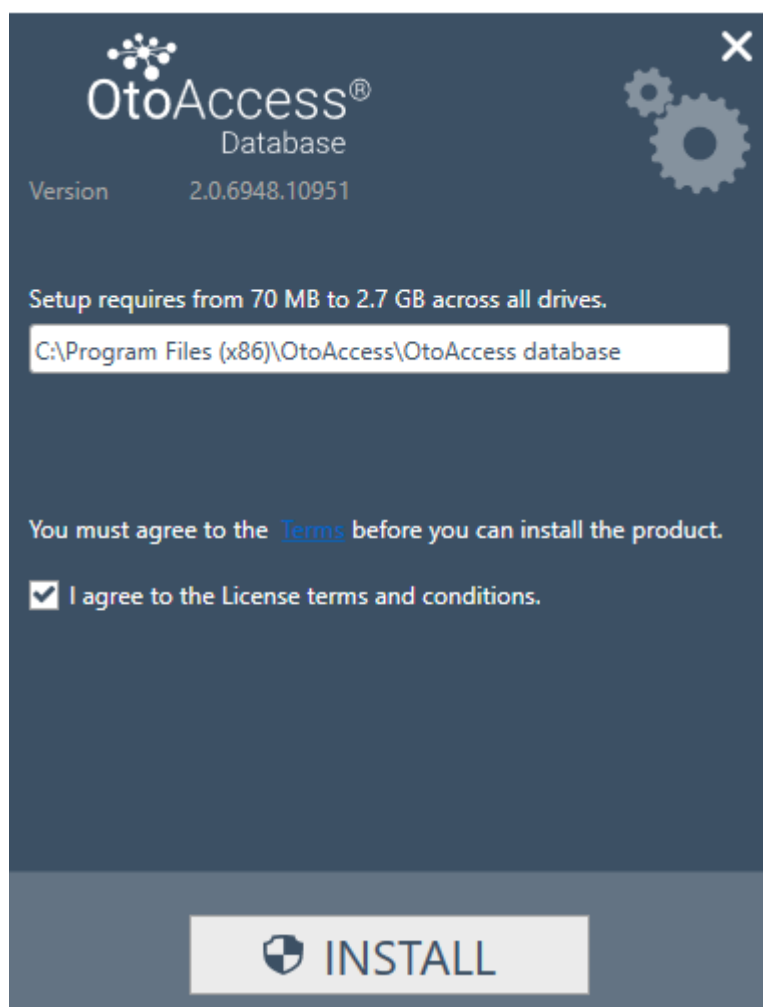 OtoAccess®
Database
Version 2.0.6948.10951
Setup requires from 70 MB to 2.7 GB across all drives.
C:\Program Files (x86)\OtoAccess\OtoAccess database
You must agree to the Terms before you can install the product.
I agree to the License terms and conditions.
INSTALL